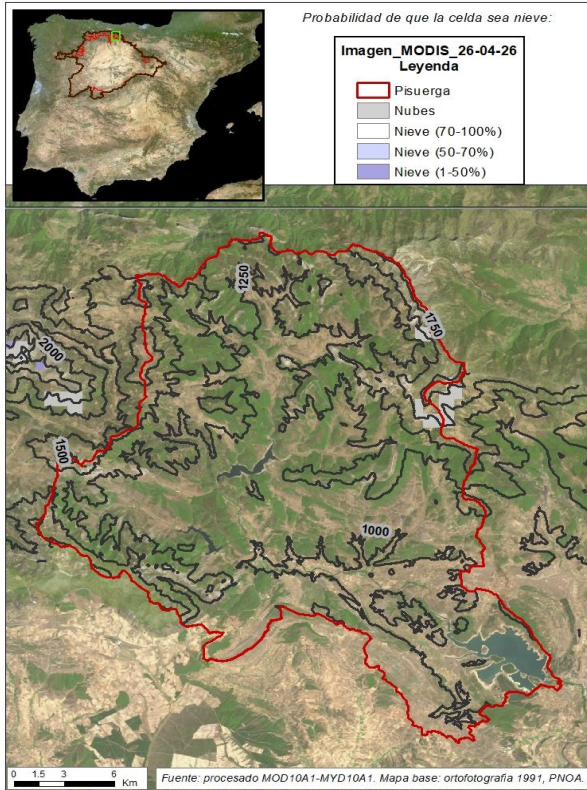 Probabilidad de que la celda sea nieve:
Imagen_MODIS_26-04-26
Leyenda
Pisuerga
Nubes
Nieve (70-100%)
Nieve (50-70%)
Nieve (1-50%)
1250
1750
2000
1500
1000
0 1.5 3 6
Km
Fuente: procesado MOD10A1-MYD10A1. Mapa base: ortofotografia 1991, PNOA.